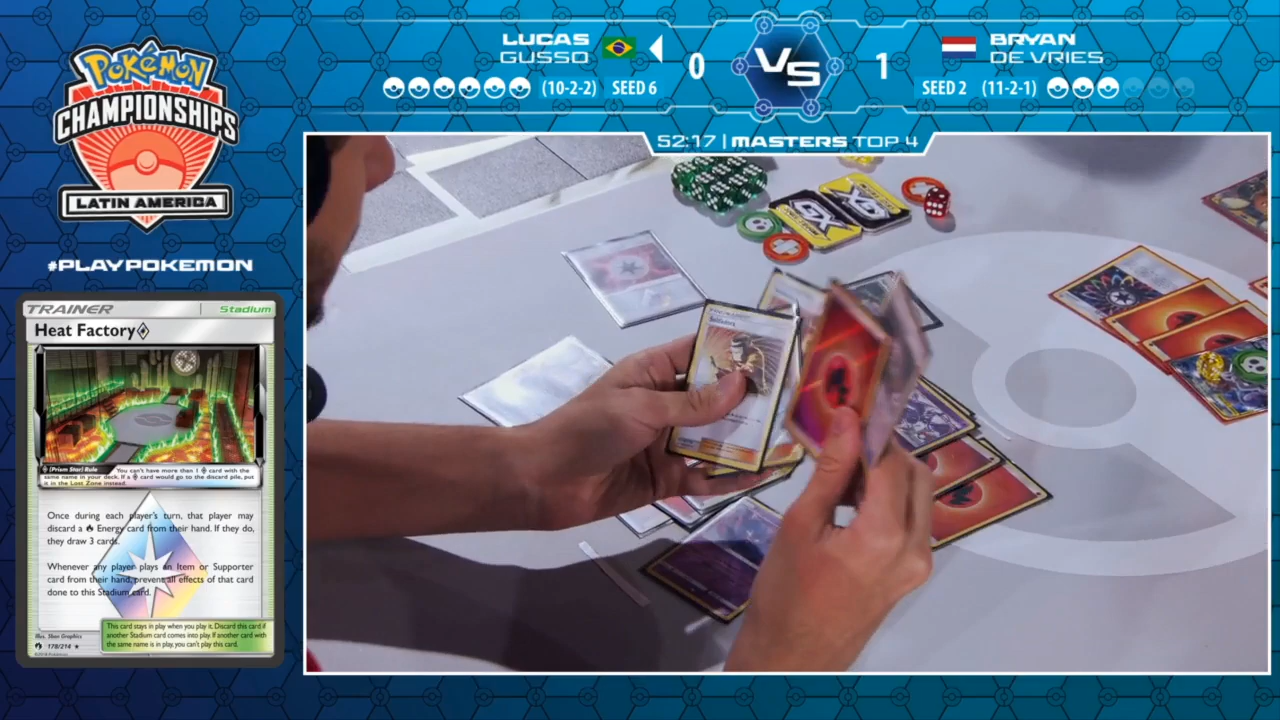 POKÉMON
CHAMPIONSHIPS
LATIN AMERICA
#PLAYPOKEMON
LUCAS
GUSSO
0
VS
1
BRYAN
DE VRIES
(10-2-2) SEED 6
SEED 2 (11-2-1)
52:17 | MASTERS TOP 4
TRAINER Stadium
Heat Factory
(Prism Star) Rule You can't have more than 1 card with the
same name in your deck. If a card would go to the discard pile, put
it in the Lost Zone instead.
Once during each player's turn, that player may
discard a Energy card from their hand. If they do,
they draw 3 cards.
Whenever any player plays an Item or Supporter
card from their hand, prevent all effects of that card
done to this Stadium card.
This card stays in play when you play it. Discard this card if
another Stadium card comes into play. If another card with
the same name is in play, you can't play this card.
Illus. 5ban Graphics
178/214
GX
GX